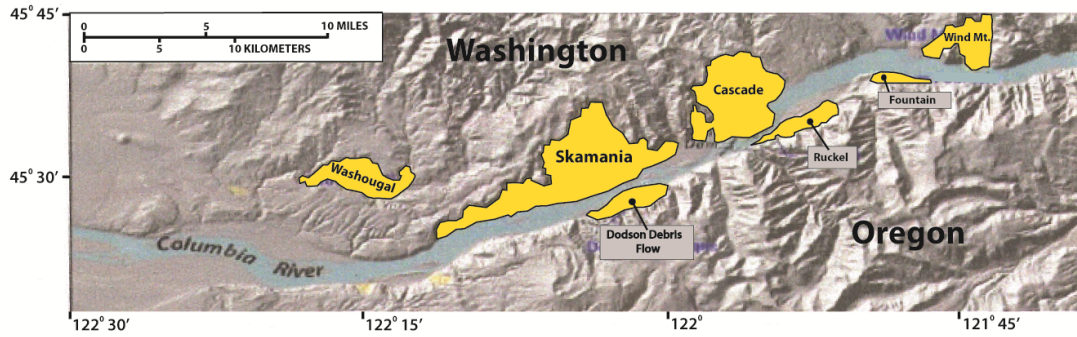 45° 45'
0 5 10 MILES
0 5 10 KILOMETERS
Washington
Wind Mt.
Cascade
Fountain
Ruckel
Skamania
45° 30'
Washougal
Dodson Debris
Flow
Oregon
Columbia River
122° 30'
122° 15'
122°
121° 45'